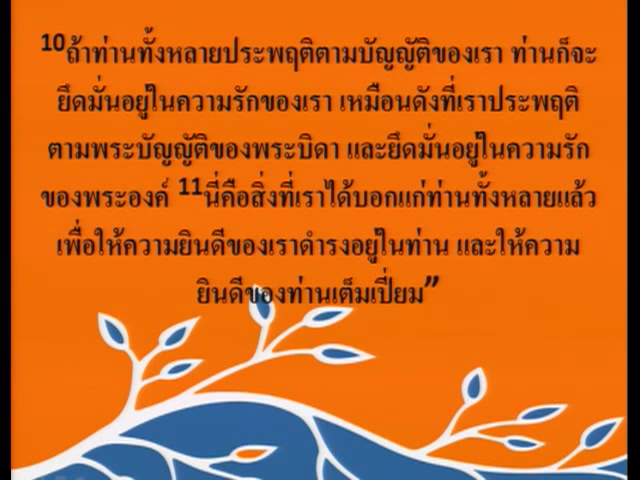 10ถ้าท่านทั้งหลายประพฤติตามบัญญัติของเรา ท่านก็จะ
ยึดมั่นอยู่ในความรักของเรา เหมือนดังที่เราประพฤติ
ตามพระบัญญัติของพระบิดา และยึดมั่นอยู่ในความรัก
ของพระองค์ 11นี่คือสิ่งที่เราได้บอกแก่ท่านทั้งหลายแล้ว
เพื่อให้ความยินดีของเราดำรงอยู่ในท่าน และให้ความ
ยินดีของท่านเต็มเปี่ยม”